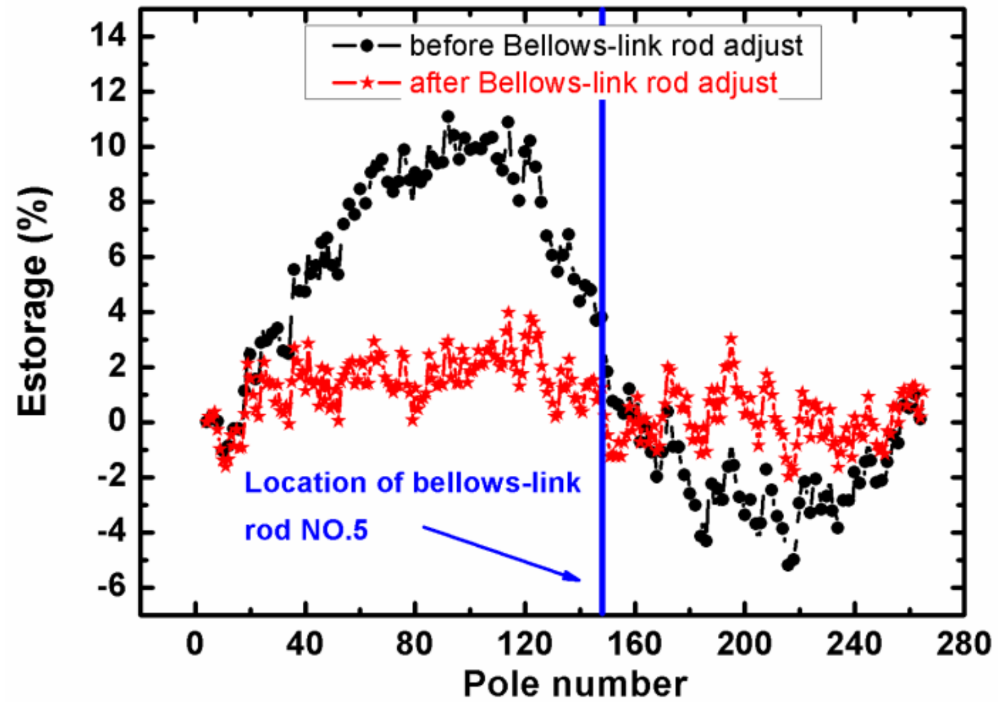 14
12
10
8
6
4
2
0
-2
-4
-6
Estorage (%)
before Bellows-link rod adjust
after Bellows-link rod adjust
Location of bellows-link
rod NO.5
0 40 80 120 160 200 240 280
Pole number